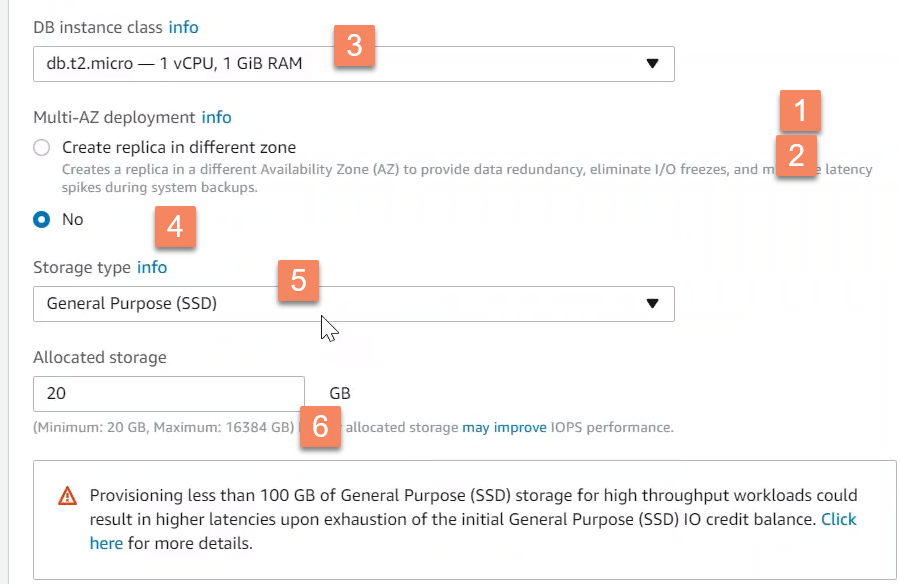 DB instance class info
3
db.t2.micro — 1 vCPU, 1 GiB RAM
1
Multi-AZ deployment info
Create replica in different zone
2
Creates a replica in a different Availability Zone (AZ) to provide data redundancy, eliminate I/O freezes, and latency
spikes during system backups.
No
4
Storage type info
5
General Purpose (SSD)
Allocated storage
20 GB
(Minimum: 20 GB, Maximum: 16384 GB) allocated storage may improve IOPS performance.
6
Provisioning less than 100 GB of General Purpose (SSD) storage for high throughput workloads could
result in higher latencies upon exhaustion of the initial General Purpose (SSD) IO credit balance. Click
here for more details.